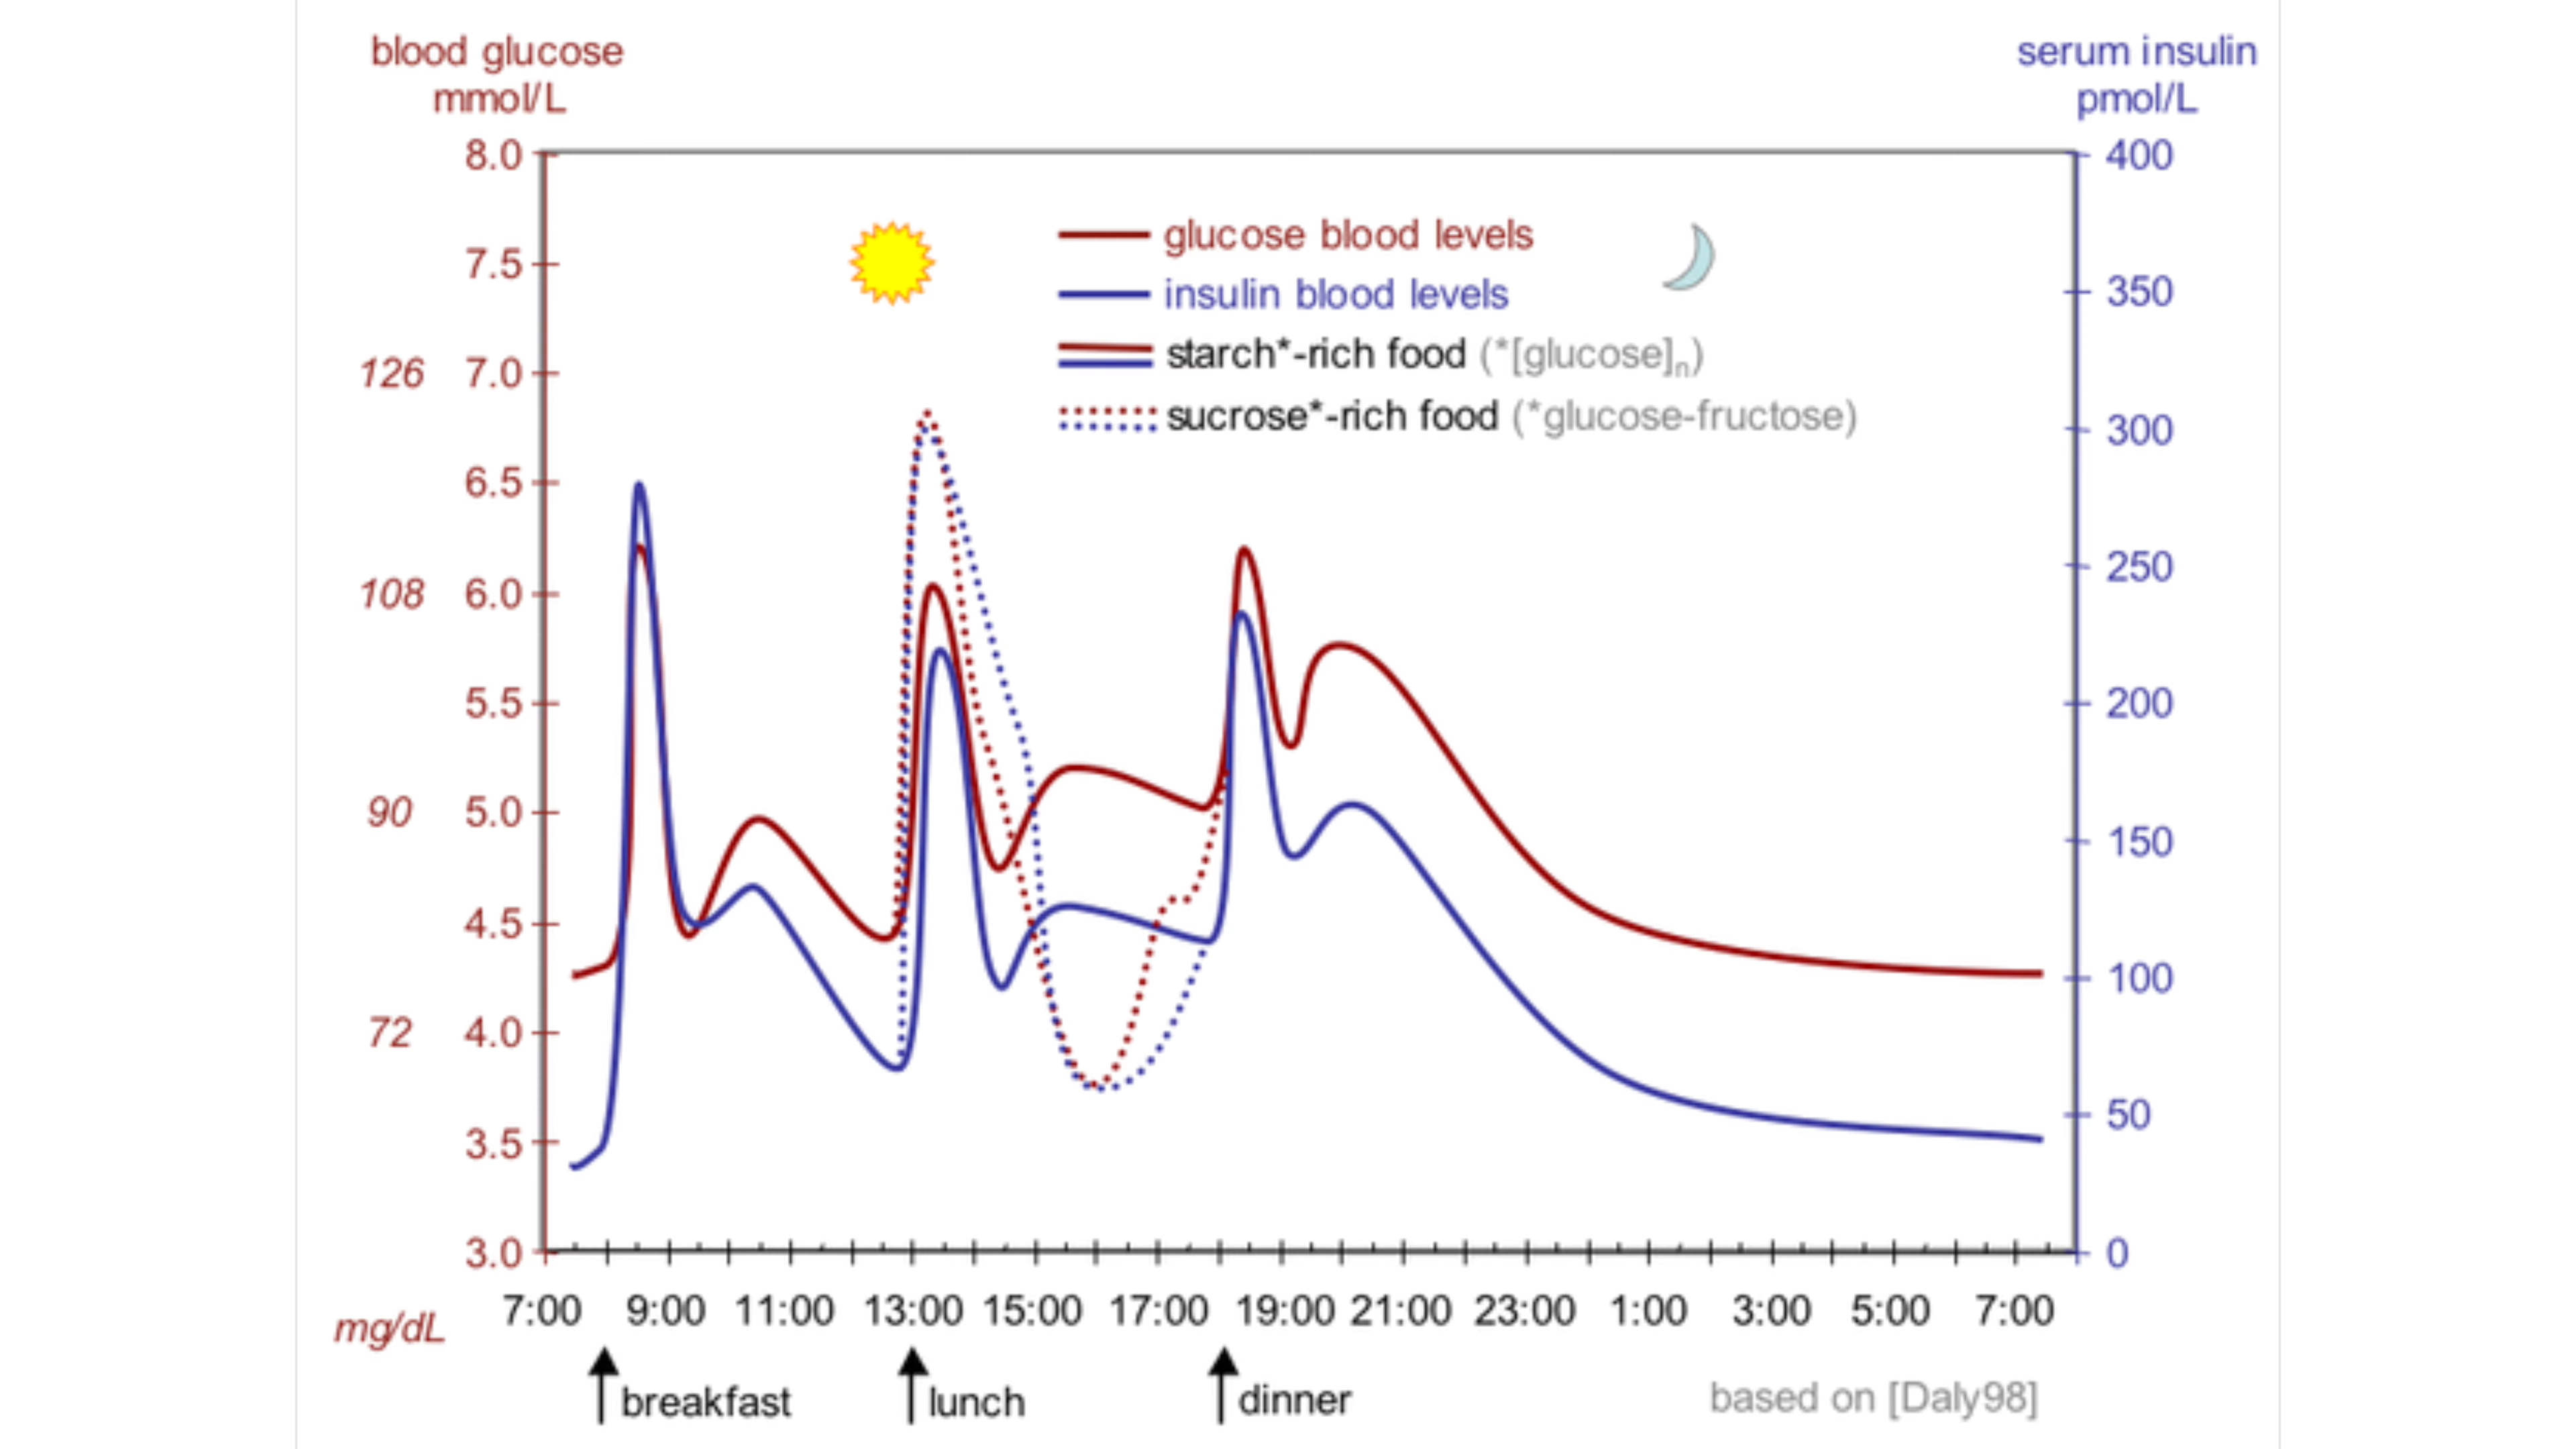 blood glucose
mmol/L
serum insulin
pmol/L
8.0
400
glucose blood levels
7.5
insulin blood levels
350
126 7.0
starch*-rich food (*[glucose]n)
sucrose*-rich food (*glucose-fructose)
300
6.5
108 6.0
250
5.5
200
90 5.0
150
4.5
100
72 4.0
50
3.5
3.0
0
7:00 9:00 11:00 13:00 15:00 17:00 19:00 21:00 23:00 1:00 3:00 5:00 7:00
mg/dL
breakfast lunch dinner based on [Daly98]